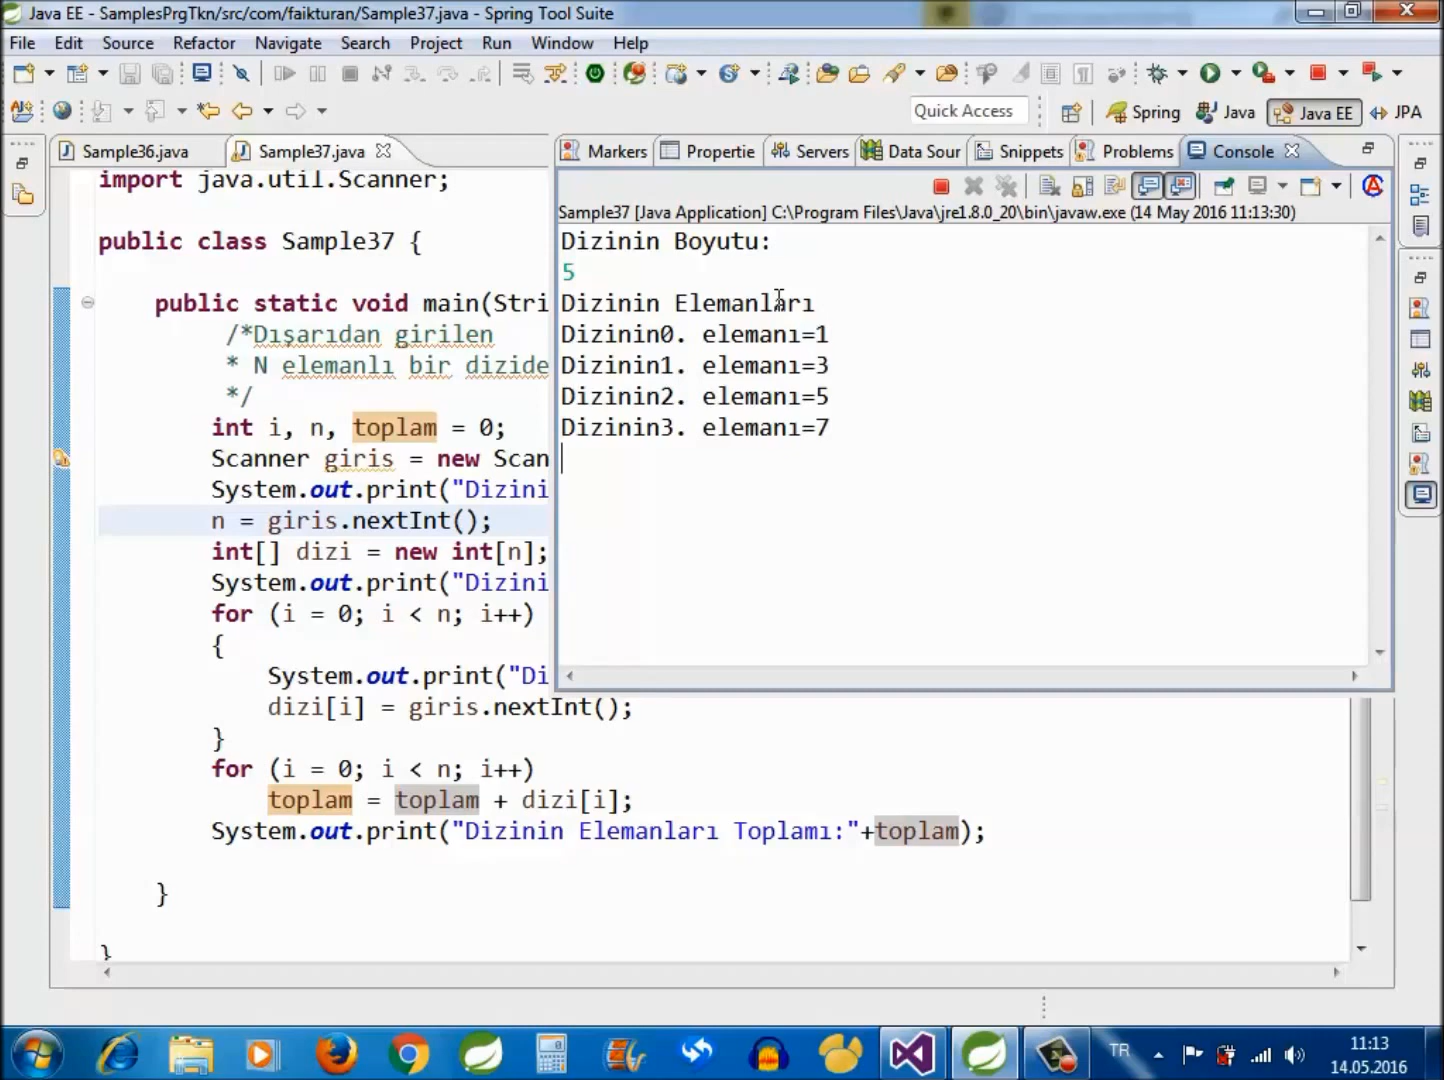 Java EE - SamplesPrgTkn/src/com/faikturan/Sample37.java - Spring Tool Suite
File Edit Source Refactor Navigate Search Project Run Window Help
Quick Access Spring Java Java EE JPA
Sample36.java Sample37.java
Markers Propertie Servers Data Sour Snippets Problems Console
Sample37 [Java Application] C:\Program Files\Java\jre1.8.0_20\bin\javaw.exe (14 May 2016 11:13:30)
Dizinin Boyutu:
5
Dizinin Elemanları
Dizinin0. elemanı=1
Dizinin1. elemanı=3
Dizinin2. elemanı=5
Dizinin3. elemanı=7
import java.util.Scanner;
public class Sample37 {
public static void main(Stri
/*Dışarıdan girilen
* N elemanlı bir dizide
*/
int i, n, toplam = 0;
Scanner giris = new Scan
System.out.print("Dizini
n = giris.nextInt();
int[] dizi = new int[n];
System.out.print("Dizini
for (i = 0; i < n; i++)
{
System.out.print("Di
dizi[i] = giris.nextInt();
}
for (i = 0; i < n; i++)
toplam = toplam + dizi[i];
System.out.print("Dizinin Elemanları Toplamı:"+toplam);
}
}
TR
11:13
14.05.2016